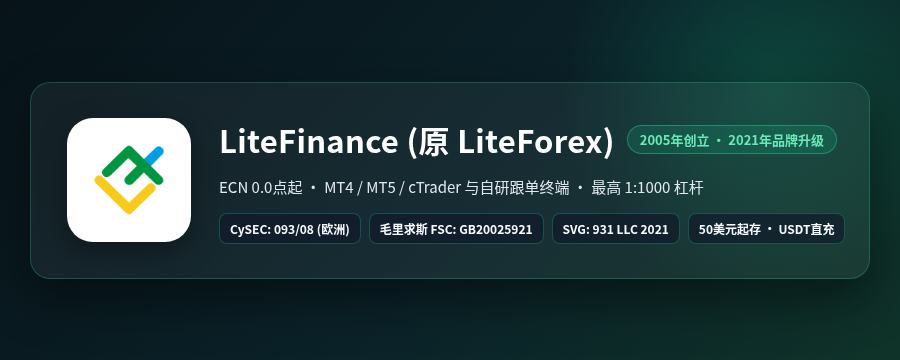 LiteFinance (原 LiteForex)
2005年创立 · 2021年品牌升级
ECN 0.0点起 · MT4 / MT5 / cTrader 与自研跟单终端 · 最高 1:1000 杠杆
CySEC: 093/08 (欧洲)
毛里求斯 FSC: GB20025921
SVG: 931 LLC 2021
50美元起存 · USDT直充